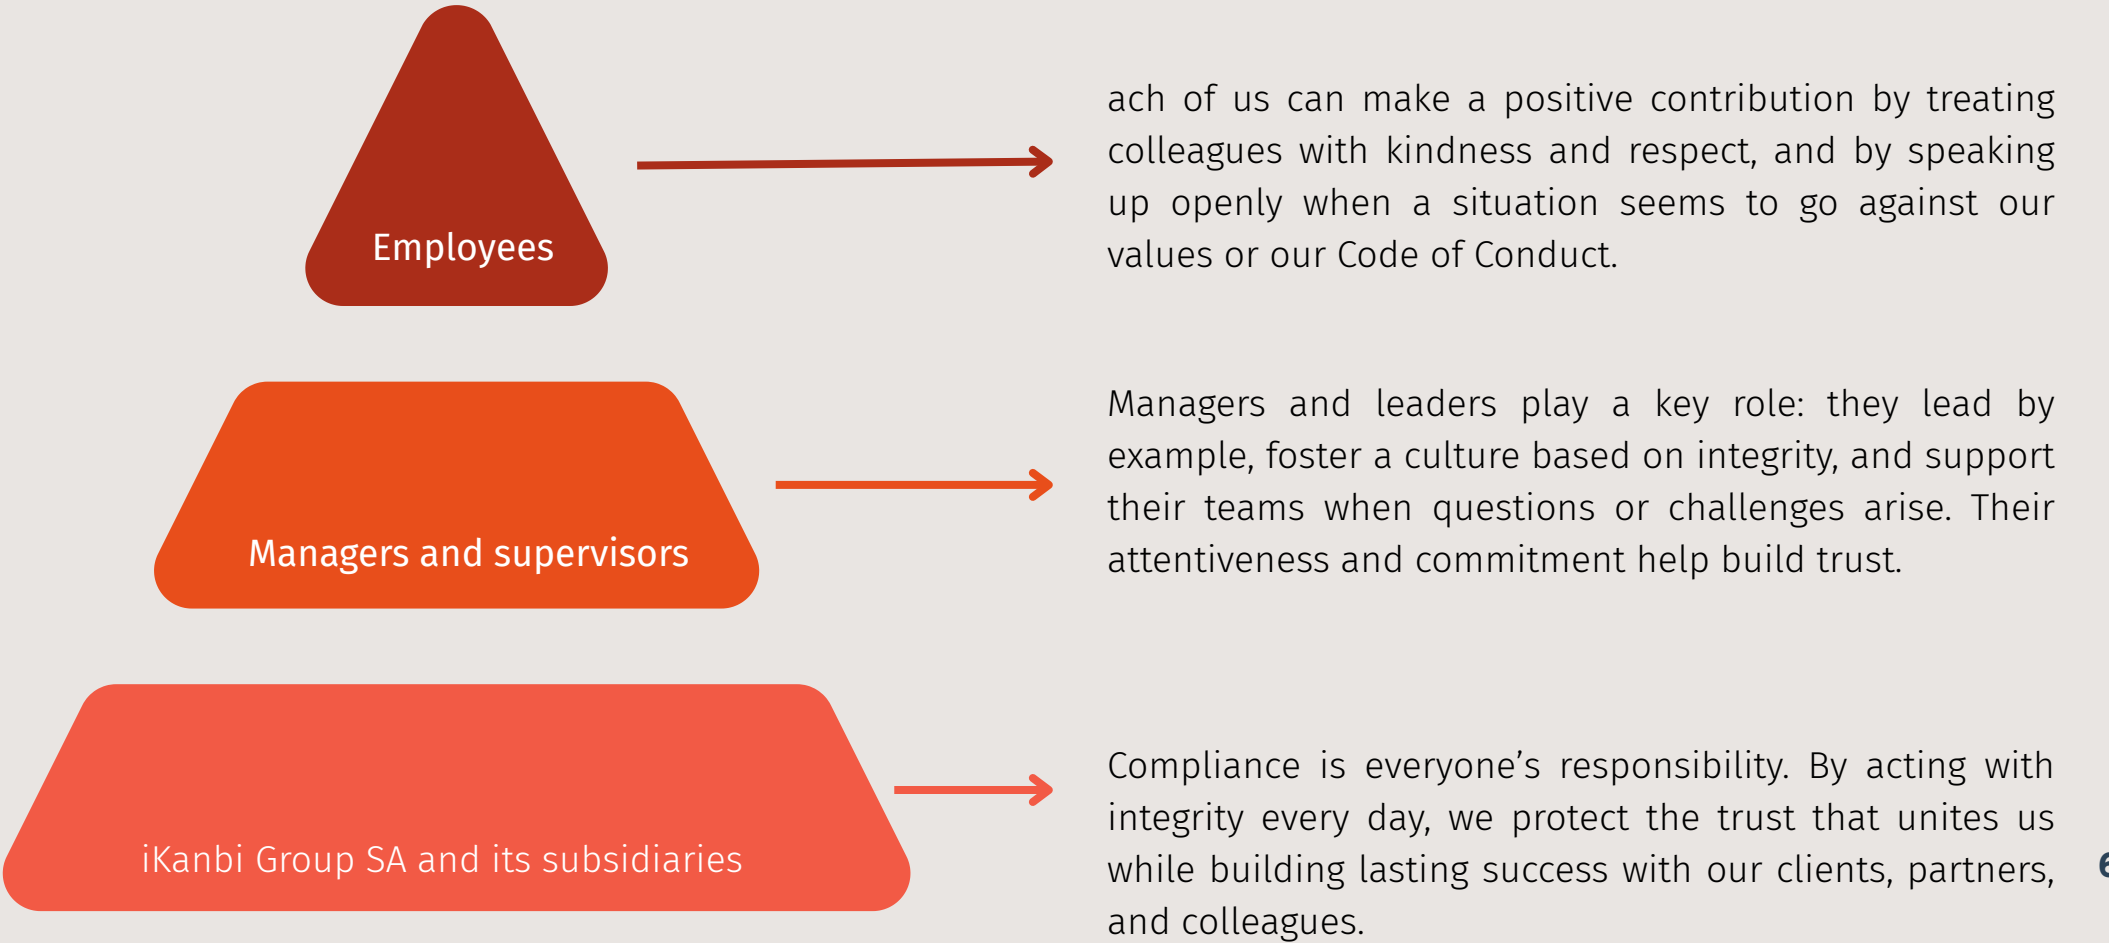 Employees
ach of us can make a positive contribution by treating
colleagues with kindness and respect, and by speaking
up openly when a situation seems to go against our
values or our Code of Conduct.
Managers and supervisors
Managers and leaders play a key role: they lead by
example, foster a culture based on integrity, and support
their teams when questions or challenges arise. Their
attentiveness and commitment help build trust.
iKanbi Group SA and its subsidiaries
Compliance is everyone’s responsibility. By acting with
integrity every day, we protect the trust that unites us
while building lasting success with our clients, partners,
and colleagues.